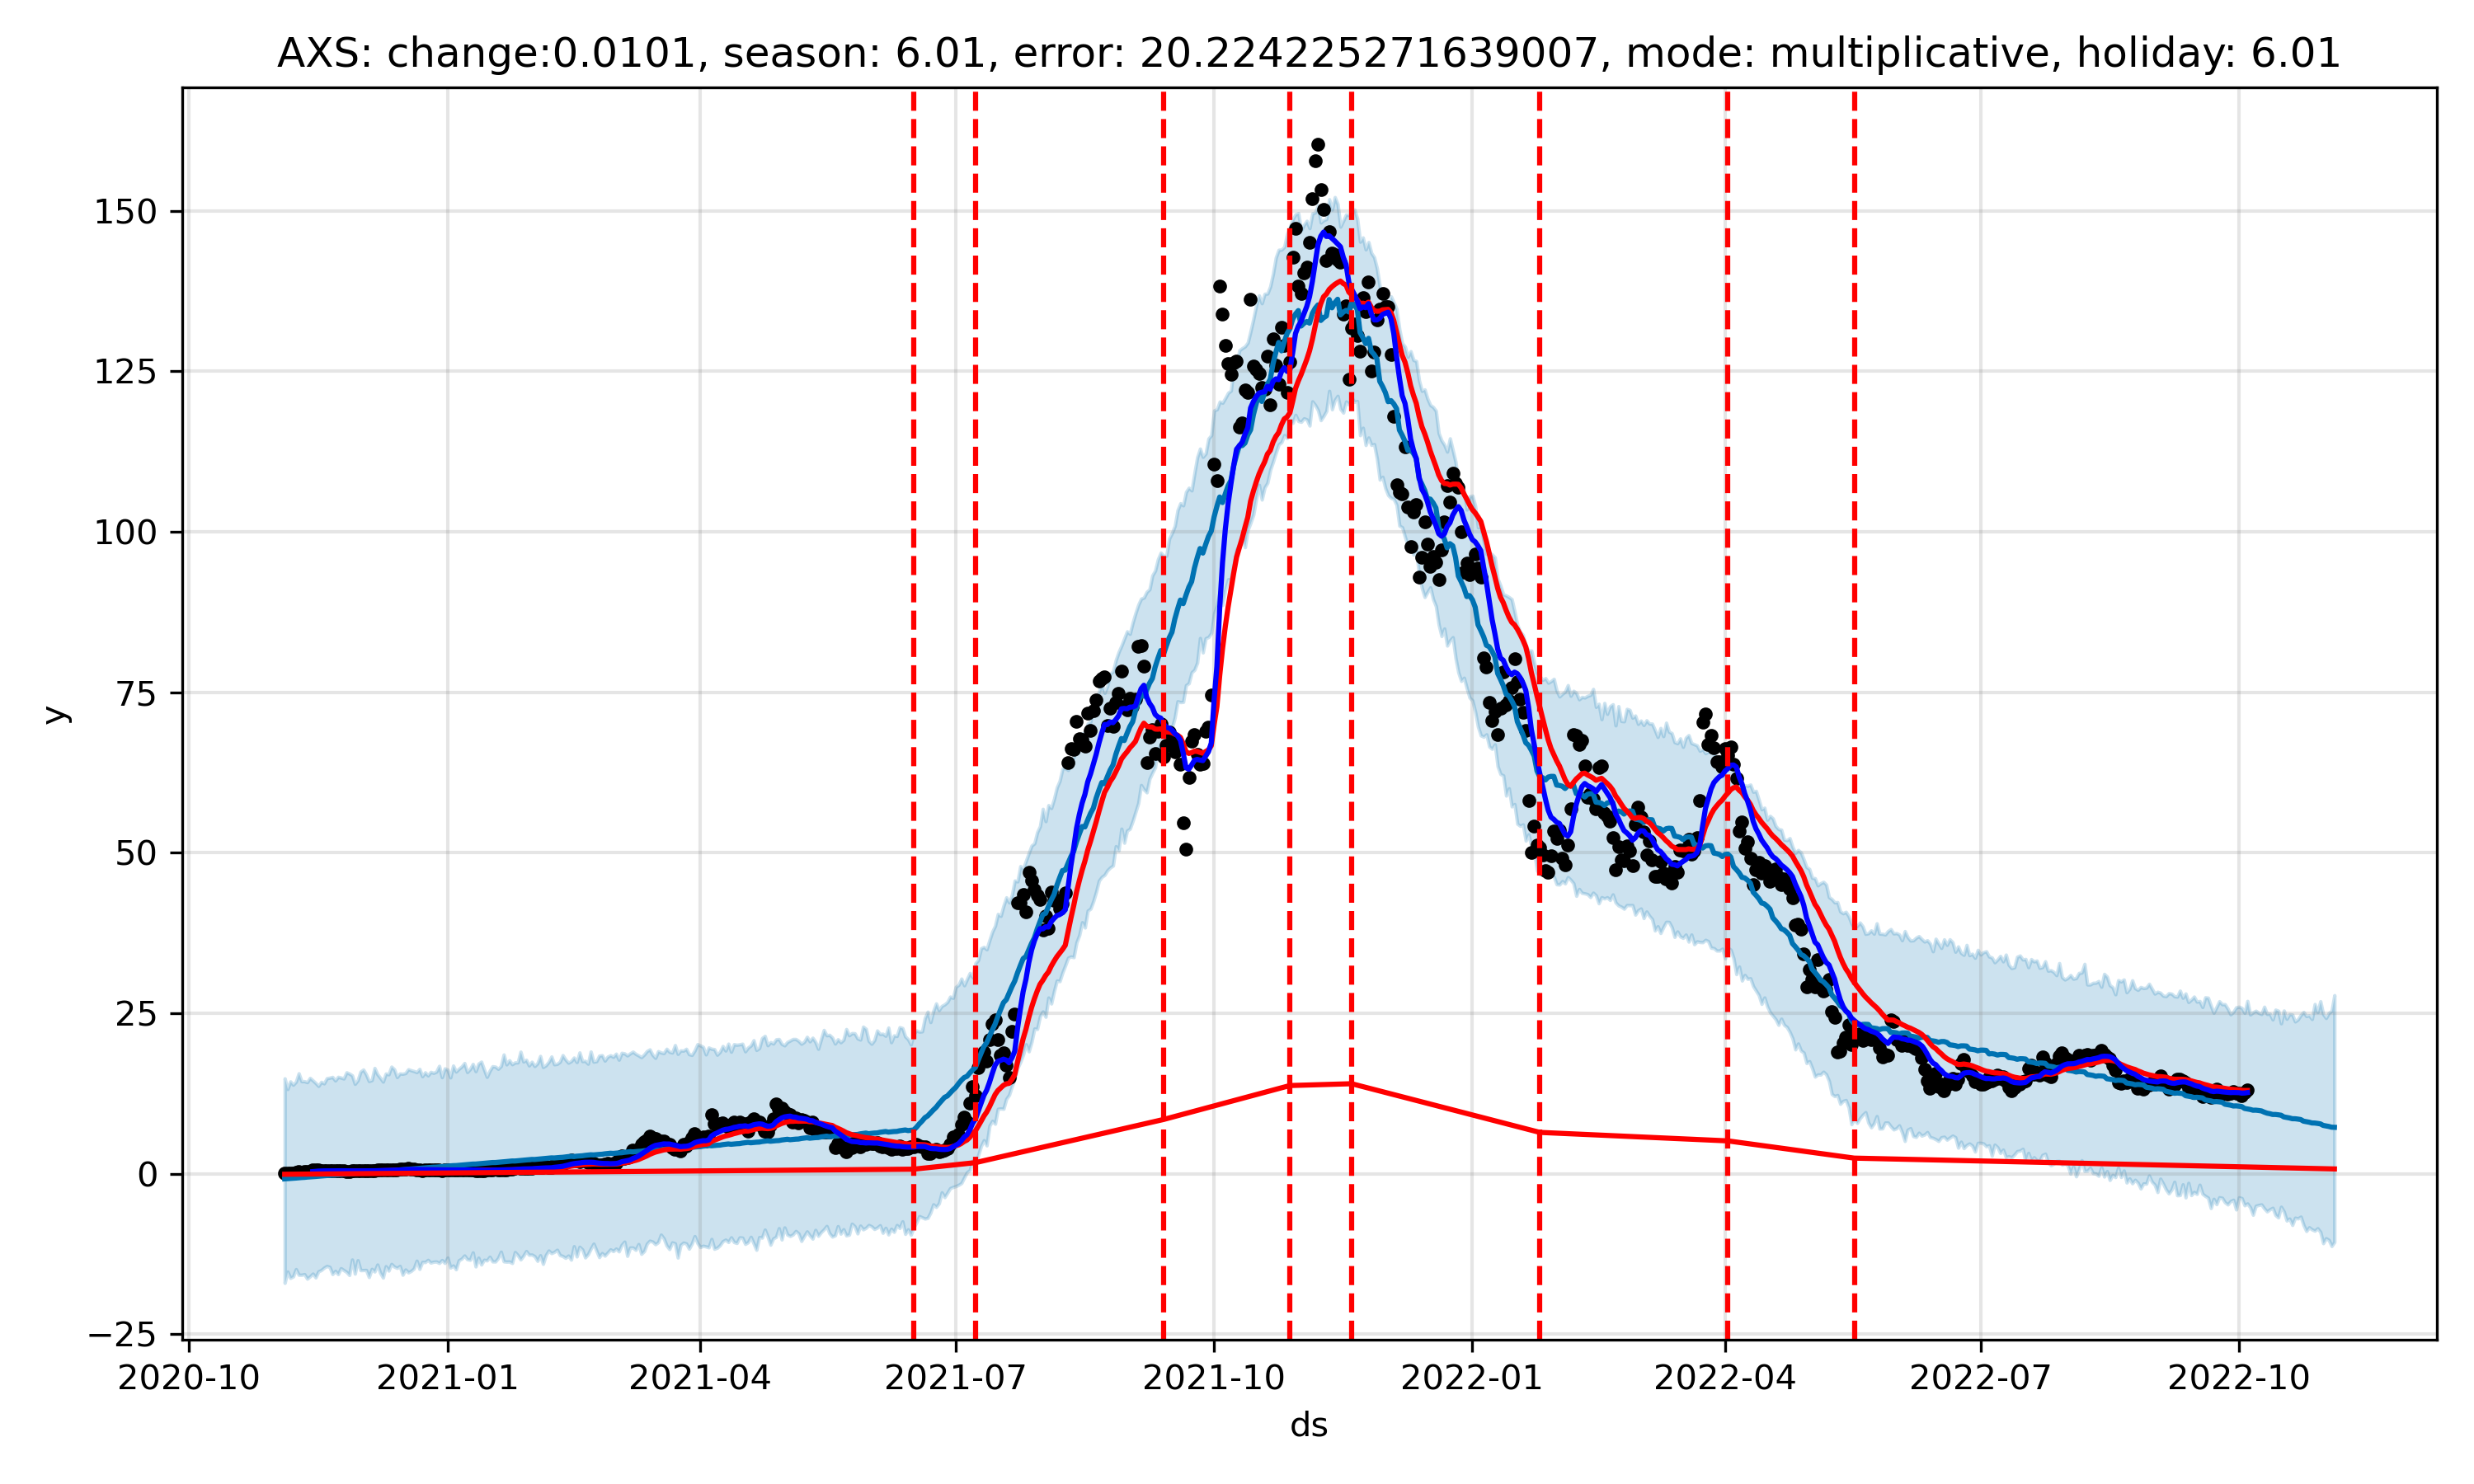 AXS: change:0.0101, season: 6.01, error: 20.224225271639007, mode: multiplicative, holiday: 6.01
150
125
100
75
50
25
0
−25
y
2020-10 2021-01 2021-04 2021-07 2021-10 2022-01 2022-04 2022-07 2022-10
ds